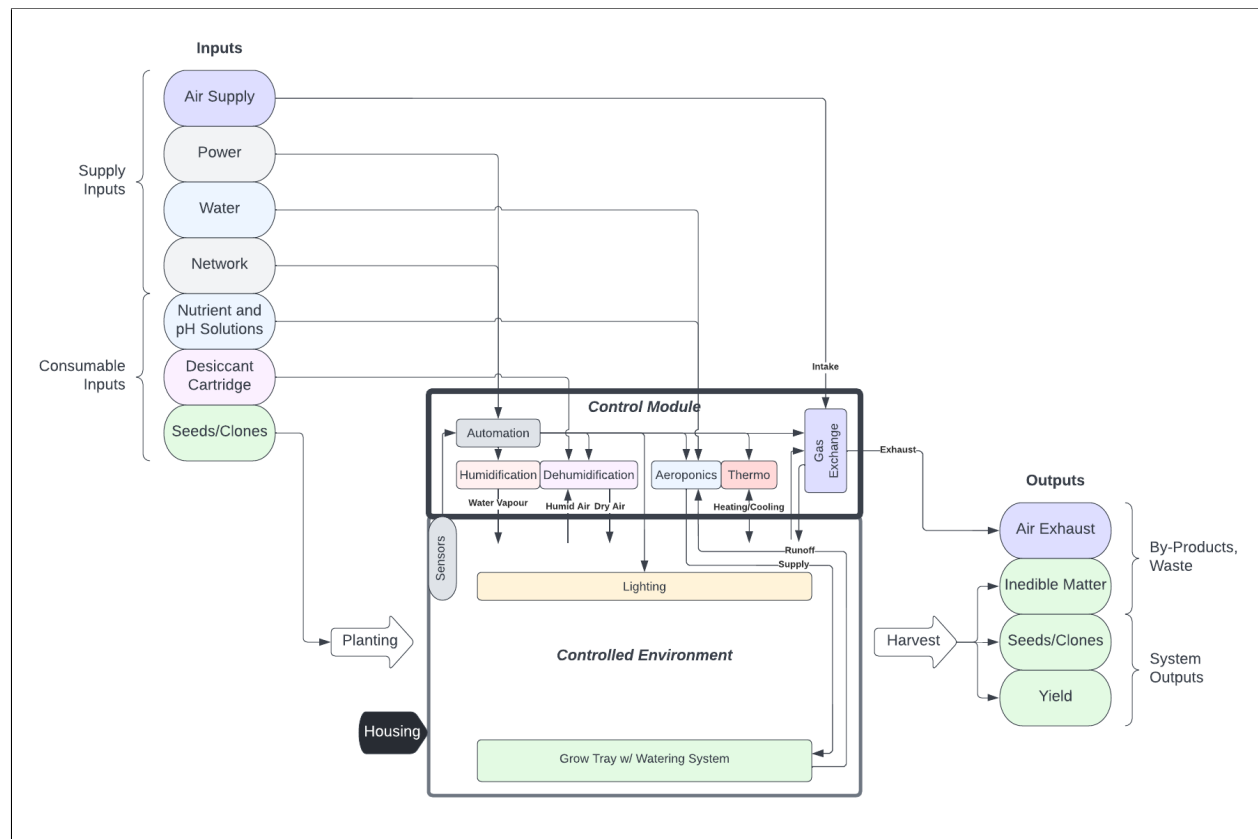 Inputs
Air Supply
Power
Supply
Inputs
Water
Network
Nutrient and
pH Solutions
Consumable
Inputs
Desiccant
Cartridge
Seeds/Clones
Intake
Control Module
Automation
Gas
Exchange
Humidification
Dehumidification
Aeroponics
Thermo
Exhaust
Water Vapour
Humid Air
Dry Air
Heating/Cooling
Sensors
Runoff
Supply
Lighting
Planting
Controlled Environment
Housing
Grow Tray w/ Watering System
Outputs
Air Exhaust
By-Products,
Waste
Inedible Matter
Harvest
Seeds/Clones
System
Outputs
Yield